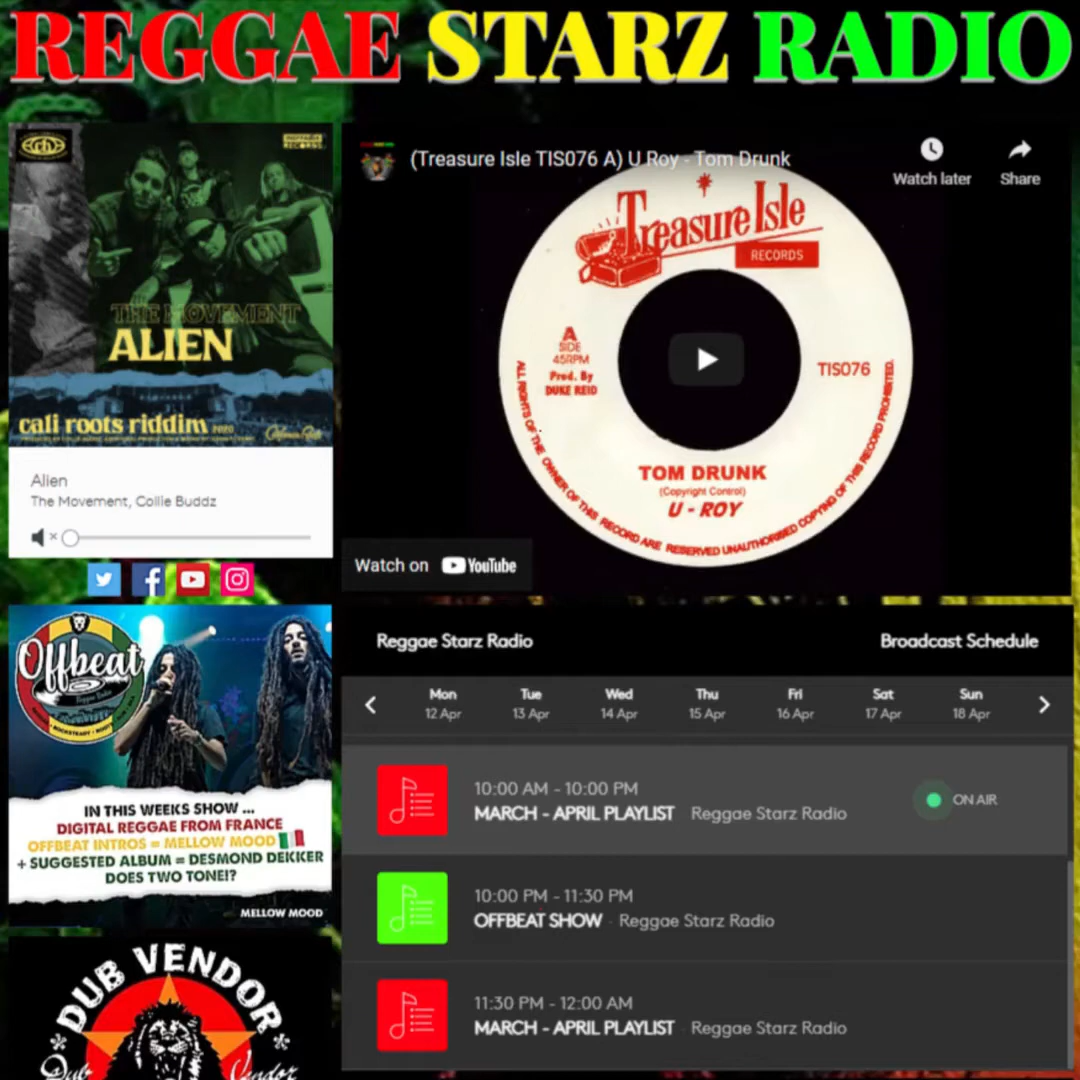 REGGAE STARZ RADIO
THE MOVEMENT
ALIEN
cali roots riddim 2020
Alien
The Movement, Collie Buddz
(Treasure Isle TIS076 A) U Roy - Tom Drunk
Watch later
Share
Treasure Isle
RECORDS
A
SIDE
45RPM
Prod. By
DUKE REID
TIS076
TOM DRUNK
(Copyright Control)
U - ROY
ALL RIGHTS OF THE OWNER OF THIS RECORD ARE RESERVED UNAUTHORISED COPYING OF THIS RECORD PROHIBITED.
Watch on YouTube
Offbeat
IN THIS WEEKS SHOW ...
DIGITAL REGGAE FROM FRANCE
OFFBEAT INTROS = MELLOW MOOD
+ SUGGESTED ALBUM = DESMOND DEKKER
DOES TWO TONE!?
MELLOW MOOD
DUB VENDOR
Dub Vendor
Reggae Starz Radio
Broadcast Schedule
Mon Tue Wed Thu Fri Sat Sun
12 Apr 13 Apr 14 Apr 15 Apr 16 Apr 17 Apr 18 Apr
10:00 AM - 10:00 PM
MARCH - APRIL PLAYLIST Reggae Starz Radio
ON AIR
10:00 PM - 11:30 PM
OFFBEAT SHOW · Reggae Starz Radio
11:30 PM - 12:00 AM
MARCH - APRIL PLAYLIST · Reggae Starz Radio